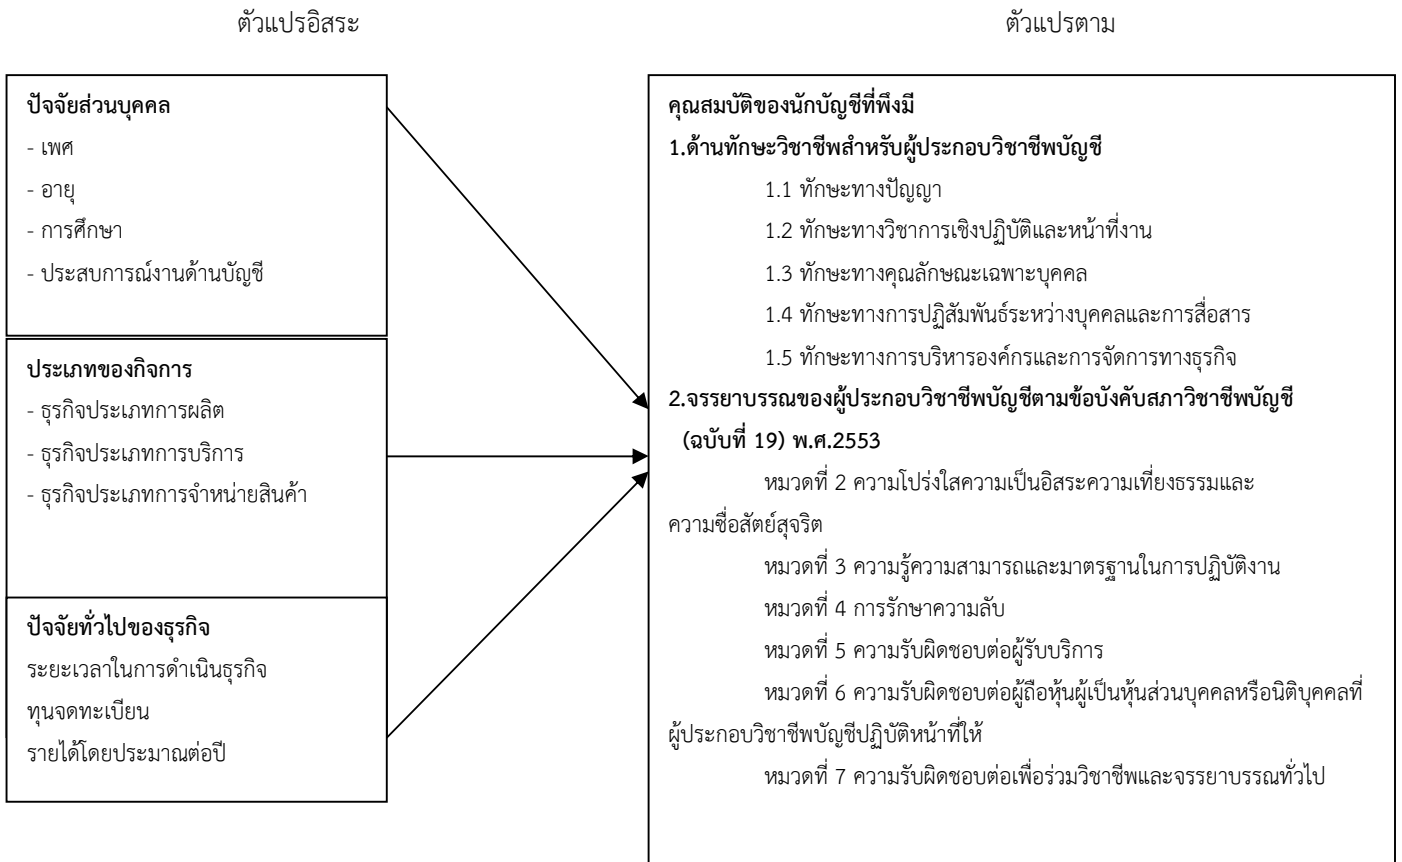 ตัวแปรอิสระ
ตัวแปรตาม
ปัจจัยส่วนบุคคล
- เพศ
- อายุ
- การศึกษา
- ประสบการณ์งานด้านบัญชี
ประเภทของกิจการ
- ธุรกิจประเภทการผลิต
- ธุรกิจประเภทการบริการ
- ธุรกิจประเภทการจำหน่ายสินค้า
ปัจจัยทั่วไปของธุรกิจ
ระยะเวลาในการดำเนินธุรกิจ
ทุนจดทะเบียน
รายได้โดยประมาณต่อปี
คุณสมบัติของนักบัญชีที่พึงมี
1.ด้านทักษะวิชาชีพสำหรับผู้ประกอบวิชาชีพบัญชี
1.1 ทักษะทางปัญญา
1.2 ทักษะทางวิชาการเชิงปฏิบัติและหน้าที่งาน
1.3 ทักษะทางคุณลักษณะเฉพาะบุคคล
1.4 ทักษะทางการปฏิสัมพันธ์ระหว่างบุคคลและการสื่อสาร
1.5 ทักษะทางการบริหารองค์กรและการจัดการทางธุรกิจ
2.จรรยาบรรณของผู้ประกอบวิชาชีพบัญชีตามข้อบังคับสภาวิชาชีพบัญชี
(ฉบับที่ 19) พ.ศ.2553
หมวดที่ 2 ความโปร่งใสความเป็นอิสระความเที่ยงธรรมและ
ความซื่อสัตย์สุจริต
หมวดที่ 3 ความรู้ความสามารถและมาตรฐานในการปฏิบัติงาน
หมวดที่ 4 การรักษาความลับ
หมวดที่ 5 ความรับผิดชอบต่อผู้รับบริการ
หมวดที่ 6 ความรับผิดชอบต่อผู้ถือหุ้นผู้เป็นหุ้นส่วนบุคคลหรือนิติบุคคลที่
ผู้ประกอบวิชาชีพบัญชีปฏิบัติหน้าที่ให้
หมวดที่ 7 ความรับผิดชอบต่อเพื่อร่วมวิชาชีพและจรรยาบรรณทั่วไป